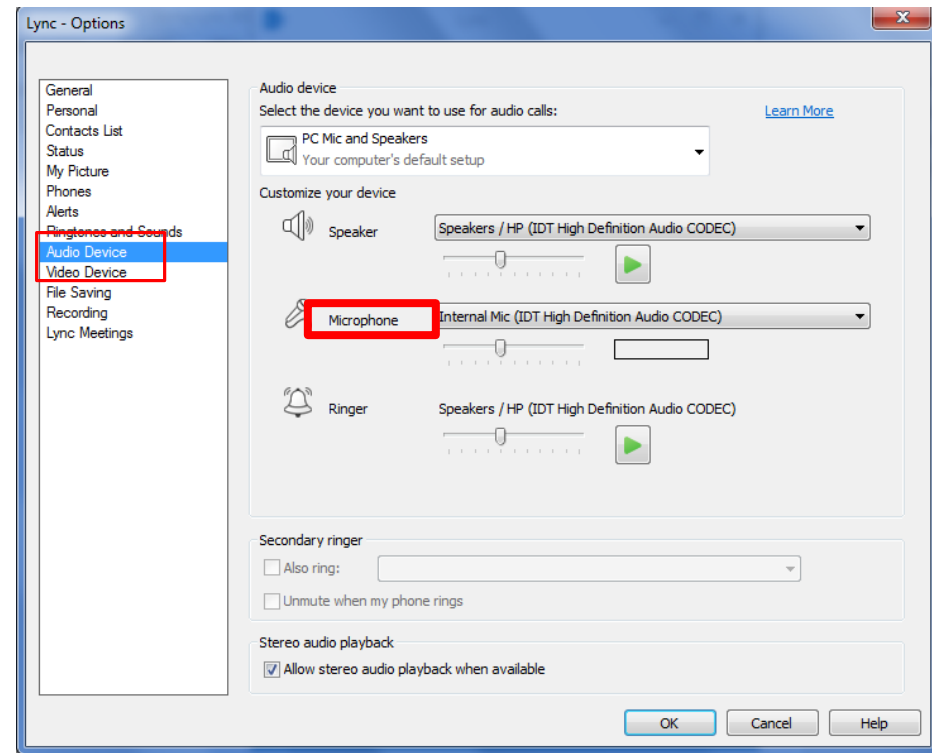 Lync - Options
General
Personal
Contacts List
Status
My Picture
Phones
Alerts
Ringtones and Sounds
Audio Device
Video Device
File Saving
Recording
Lync Meetings
Audio device
Select the device you want to use for audio calls:
Learn More
PC Mic and Speakers
Your computer's default setup
Customize your device
Speaker
Speakers / HP (IDT High Definition Audio CODEC)
Microphone
Internal Mic (IDT High Definition Audio CODEC)
Ringer
Speakers / HP (IDT High Definition Audio CODEC)
Secondary ringer
Also ring:
Unmute when my phone rings
Stereo audio playback
Allow stereo audio playback when available
OK
Cancel
Help